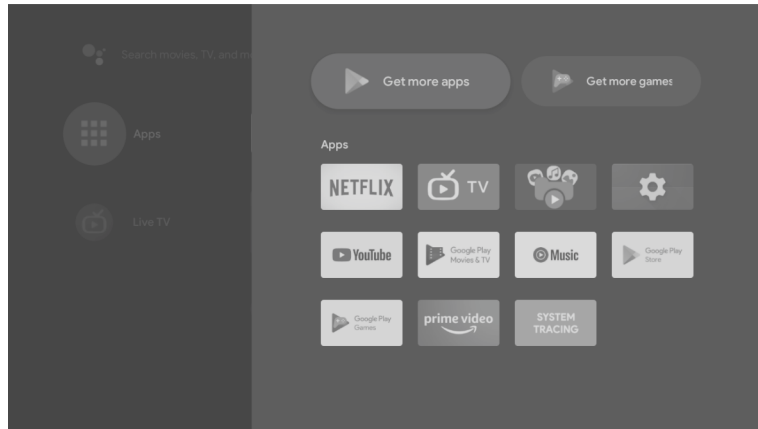 Search movies, TV, and m
Get more apps
Get more games
Apps
Apps
NETFLIX
TV
Live TV
YouTube
Google Play
Movies & TV
Music
Google Play
Store
Google Play
Games
prime video
SYSTEM
TRACING